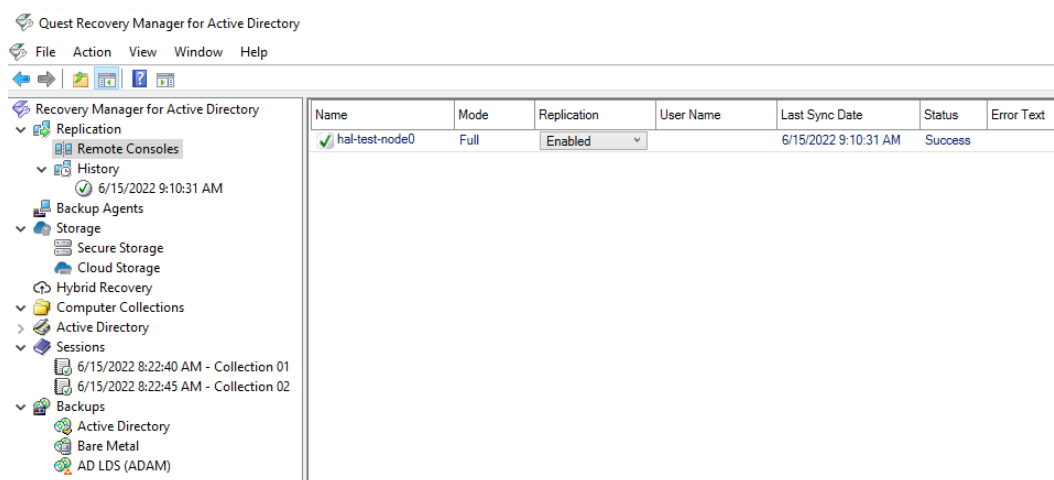 Quest Recovery Manager for Active Directory
File Action View Window Help
Recovery Manager for Active Directory
Replication
Remote Consoles
History
6/15/2022 9:10:31 AM
Backup Agents
Storage
Secure Storage
Cloud Storage
Hybrid Recovery
Computer Collections
Active Directory
Sessions
6/15/2022 8:22:40 AM - Collection 01
6/15/2022 8:22:45 AM - Collection 02
Backups
Active Directory
Bare Metal
AD LDS (ADAM)
Name Mode Replication User Name Last Sync Date Status Error Text
hal-test-node0 Full Enabled 6/15/2022 9:10:31 AM Success